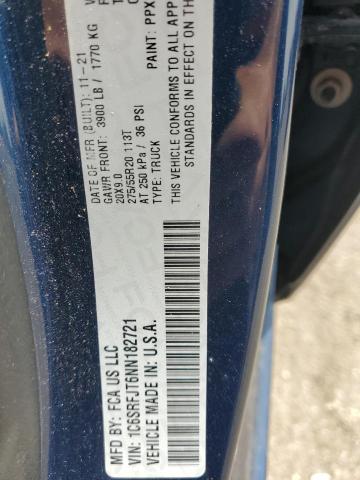 MFD BY: FCA US LLC
DATE OF MFR (BUILT): 11-21
GAWR FRONT: 3900 LB / 1770 KG
20X9.0
275/55R20 113T
AT 250 kPa / 36 PSI
TYPE: TRUCK
PAINT: PPX
VIN: 1C6SRFJT6NN182721
THIS VEHICLE CONFORMS TO ALL APP
STANDARDS IN EFFECT ON THE
VEHICLE MADE IN: U.S.A.